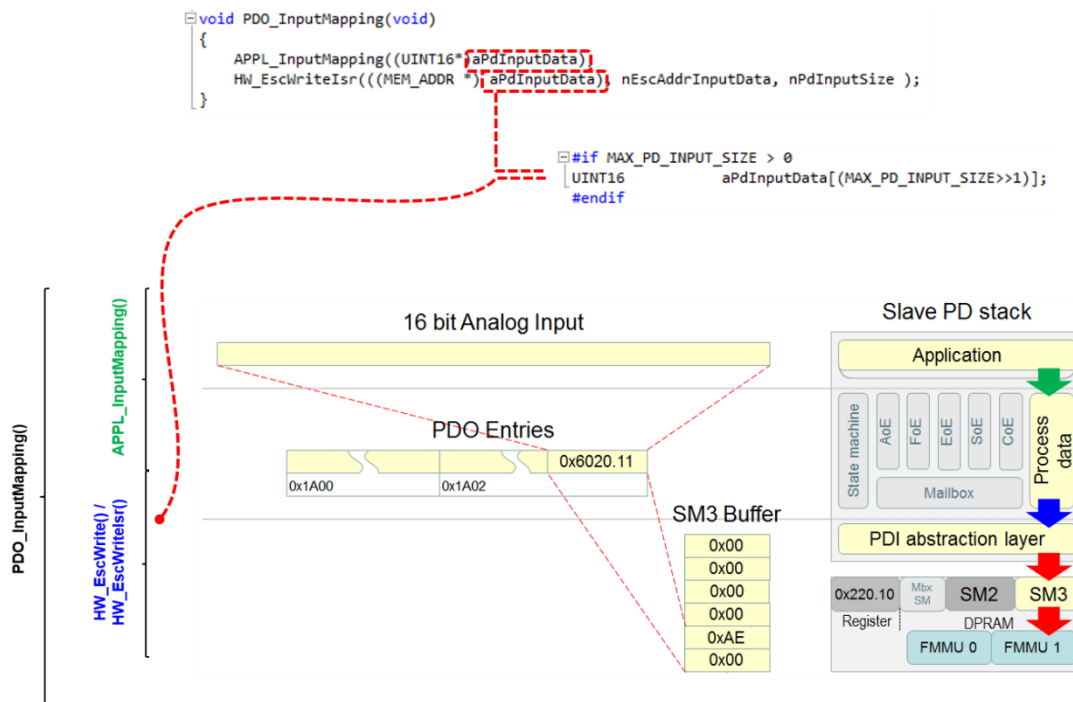 void PDO_InputMapping(void)
{
APPL_InputMapping((UINT16*)aPdInputData);
HW_EscWriteIsr(((MEM_ADDR *) aPdInputData), nEscAddrInputData, nPdInputSize );
}
#if MAX_PD_INPUT_SIZE > 0
UINT16 aPdInputData[(MAX_PD_INPUT_SIZE>>1)];
#endif
PDO_InputMapping()
APPL_InputMapping()
HW_EscWrite() /
HW_EscWriteIsr()
16 bit Analog Input
PDO Entries
0x6020.11
0x1A00
0x1A02
SM3 Buffer
0x00
0x00
0x00
0x00
0xAE
0x00
Slave PD stack
Application
State machine
AoE
FoE
EoE
SoE
CoE
Mailbox
Process
data
PDI abstraction layer
0x220.10
Mbx
SM
SM2
SM3
Register
DPRAM
FMMU 0
FMMU 1